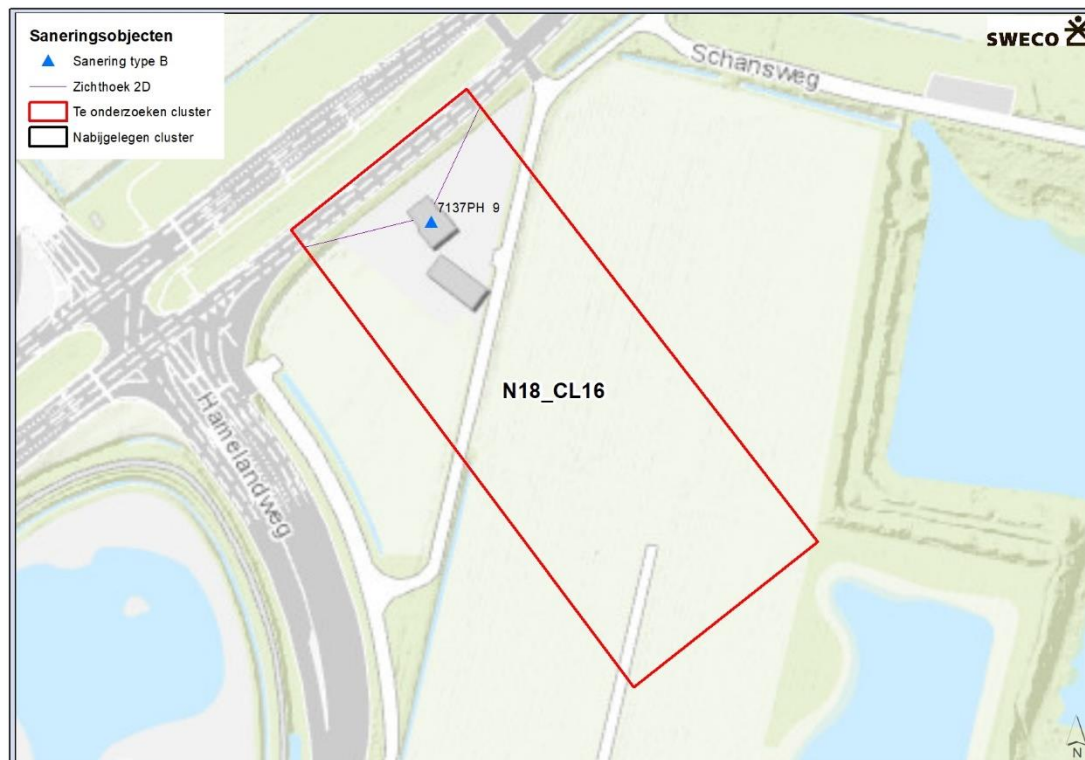 Saneringsobjecten
Sanering type B
Zichthoek 2D
Te onderzoeken cluster
Nabijgelegen cluster
SWECO
Schansweg
7137PH 9
N18_CL16
Hamelandweg
N